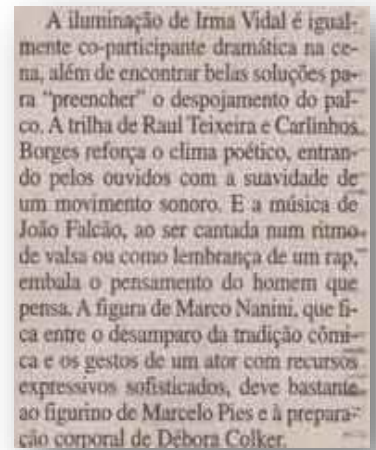 A iluminação de Irma Vidal é igual-
mente co-participante dramática na ce-
na, além de encontrar belas soluções pa-
ra “preencher” o despojamento do pal-
co. A trilha de Raul Teixeira e Carlinhos
Borges reforça o clima poético, entran-
do pelos ouvidos com a suavidade de
um movimento sonoro. E a música de
João Falcão, ao ser cantada num ritmo
de valsa ou como lembrança de um rap,
embala o pensamento do homem que
pensa. A figura de Marco Nanini, que fi-
ca entre o desamparo da tradição cômi-
ca e os gestos de um ator com recursos
expressivos sofisticados, deve bastante
ao figurino de Marcelo Pies e à prepara-
ção corporal de Débora Colker.